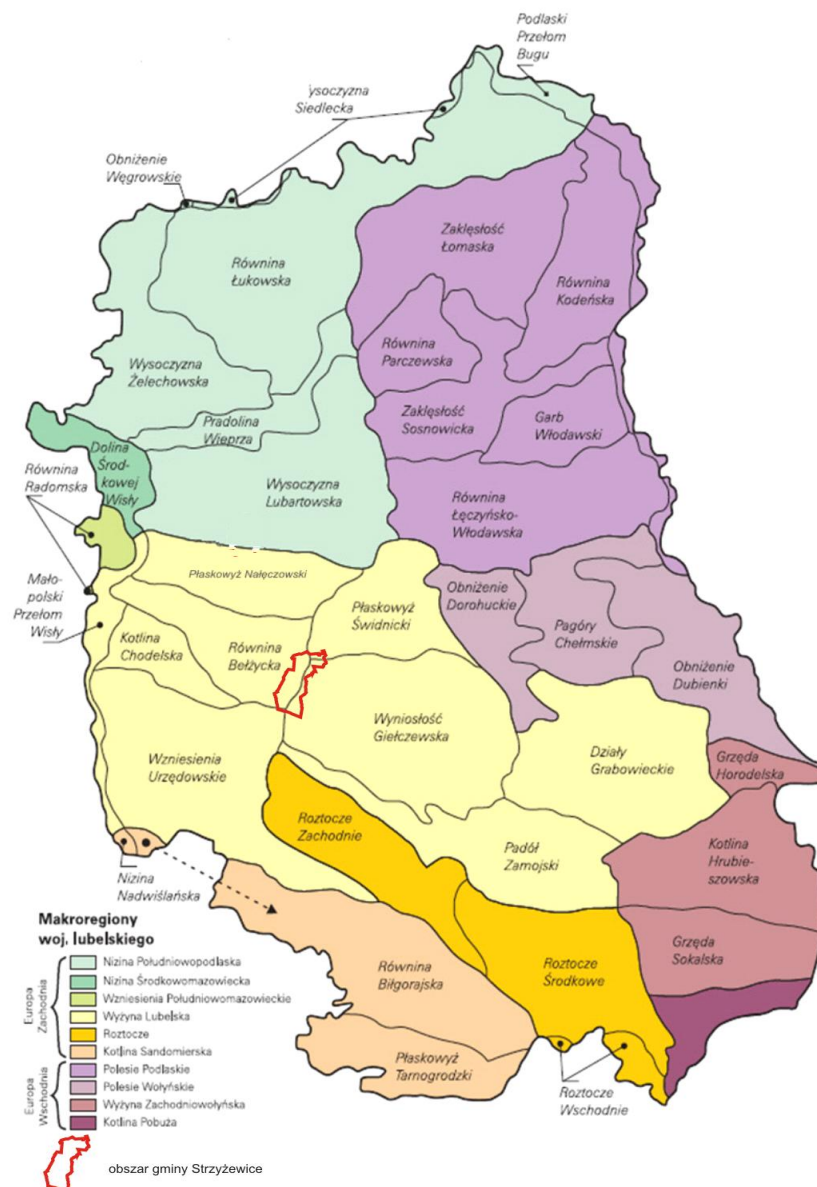 Podlaski
Przełom
Bugu
ysoczyzna
Siedlecka
Obniżenie
Węgrowskie
Zaklęsłość
Łomaska
Równina
Łukowska
Równina
Kodeńska
Równina
Parczewska
Wysoczyzna
Żelechowska
Zaklęsłość
Sosnowicka
Garb
Włodawski
Pradolina
Wieprza
Dolina
Środ-
kowej
Wisły
Równina
Radomska
Wysoczyzna
Lubartowska
Równina
Łęczyńsko-
Włodawska
Mało-
polski
Przełom
Wisły
Płaskowyż Nałęczowski
Płaskowyż
Świdnicki
Obniżenie
Dorohuckie
Pagóry
Chełmskie
Kotlina
Chodelska
Równina
Bełżycka
Obniżenie
Dubienki
Wyniosłość
Giełczewska
Wzniesienia
Urzędowskie
Działy
Grabowieckie
Grzęda
Horodelska
Roztocze
Zachodnie
Padół
Zamojski
Kotlina
Hrubie-
szowska
Nizina
Nadwiślańska
Grzęda
Sokalska
Równina
Biłgorajska
Roztocze
Środkowe
Płaskowyż
Tarnogrodzki
Roztocze
Wschodnie
Makroregiony
woj. lubelskiego
Europa
Zachodnia
Nizina Południowopodlaska
Nizina Środkowomazowiecka
Wzniesienia Południowomazowieckie
Wyżyna Lubelska
Roztocze
Kotlina Sandomierska
Europa
Wschodnia
Polesie Podlaskie
Polesie Wołyńskie
Wyżyna Zachodniowołyńska
Kotlina Pobuża
obszar gminy Strzyżewice